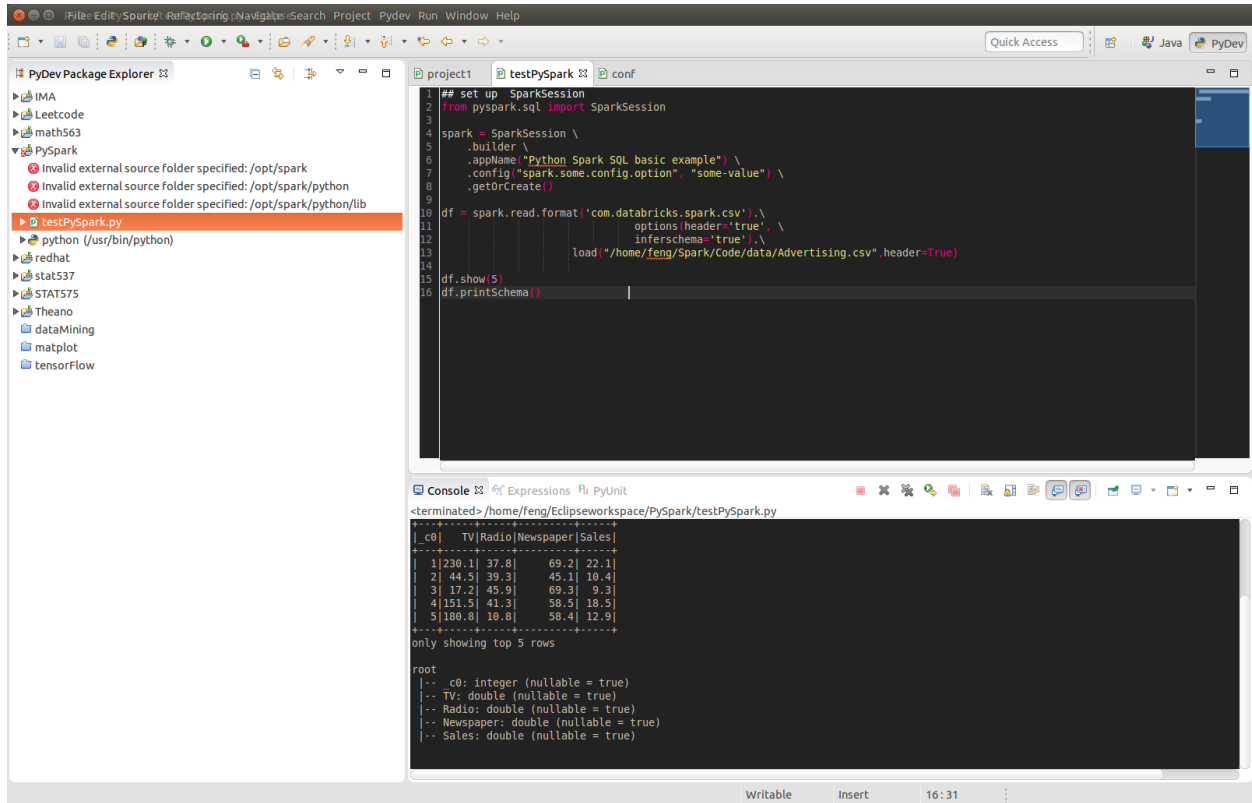 File Edit Source Refactoring Navigate Search Project Pydev Run Window Help
Quick Access
Java
PyDev
PyDev Package Explorer
IMA
Leetcode
math563
PySpark
Invalid external source folder specified: /opt/spark
Invalid external source folder specified: /opt/spark/python
Invalid external source folder specified: /opt/spark/python/lib
testPySpark.py
python (/usr/bin/python)
redhat
stat537
STAT575
Theano
dataMining
matplot
tensorFlow
project1 testPySpark conf
1 ## set up  SparkSession
2 from pyspark.sql import SparkSession
3
4 spark = SparkSession \
5     .builder \
6     .appName("Python Spark SQL basic example") \
7     .config("spark.some.config.option", "some-value") \
8     .getOrCreate()
9
10 df = spark.read.format('com.databricks.spark.csv').\
11                                options(header='true', \
12                                inferschema='true').\
13                      load("/home/feng/Spark/Code/data/Advertising.csv",header=True)
14
15 df.show(5)
16 df.printSchema()
Console Expressions PyUnit
<terminated> /home/feng/Eclipseworkspace/PySpark/testPySpark.py
+---+-----+-----+---------+-----+
|_c0|   TV|Radio|Newspaper|Sales|
+---+-----+-----+---------+-----+
|  1|230.1| 37.8|     69.2| 22.1|
|  2| 44.5| 39.3|     45.1| 10.4|
|  3| 17.2| 45.9|     69.3|  9.3|
|  4|151.5| 41.3|     58.5| 18.5|
|  5|180.8| 10.8|     58.4| 12.9|
+---+-----+-----+---------+-----+
only showing top 5 rows
root
 |-- _c0: integer (nullable = true)
 |-- TV: double (nullable = true)
 |-- Radio: double (nullable = true)
 |-- Newspaper: double (nullable = true)
 |-- Sales: double (nullable = true)
Writable Insert 16:31